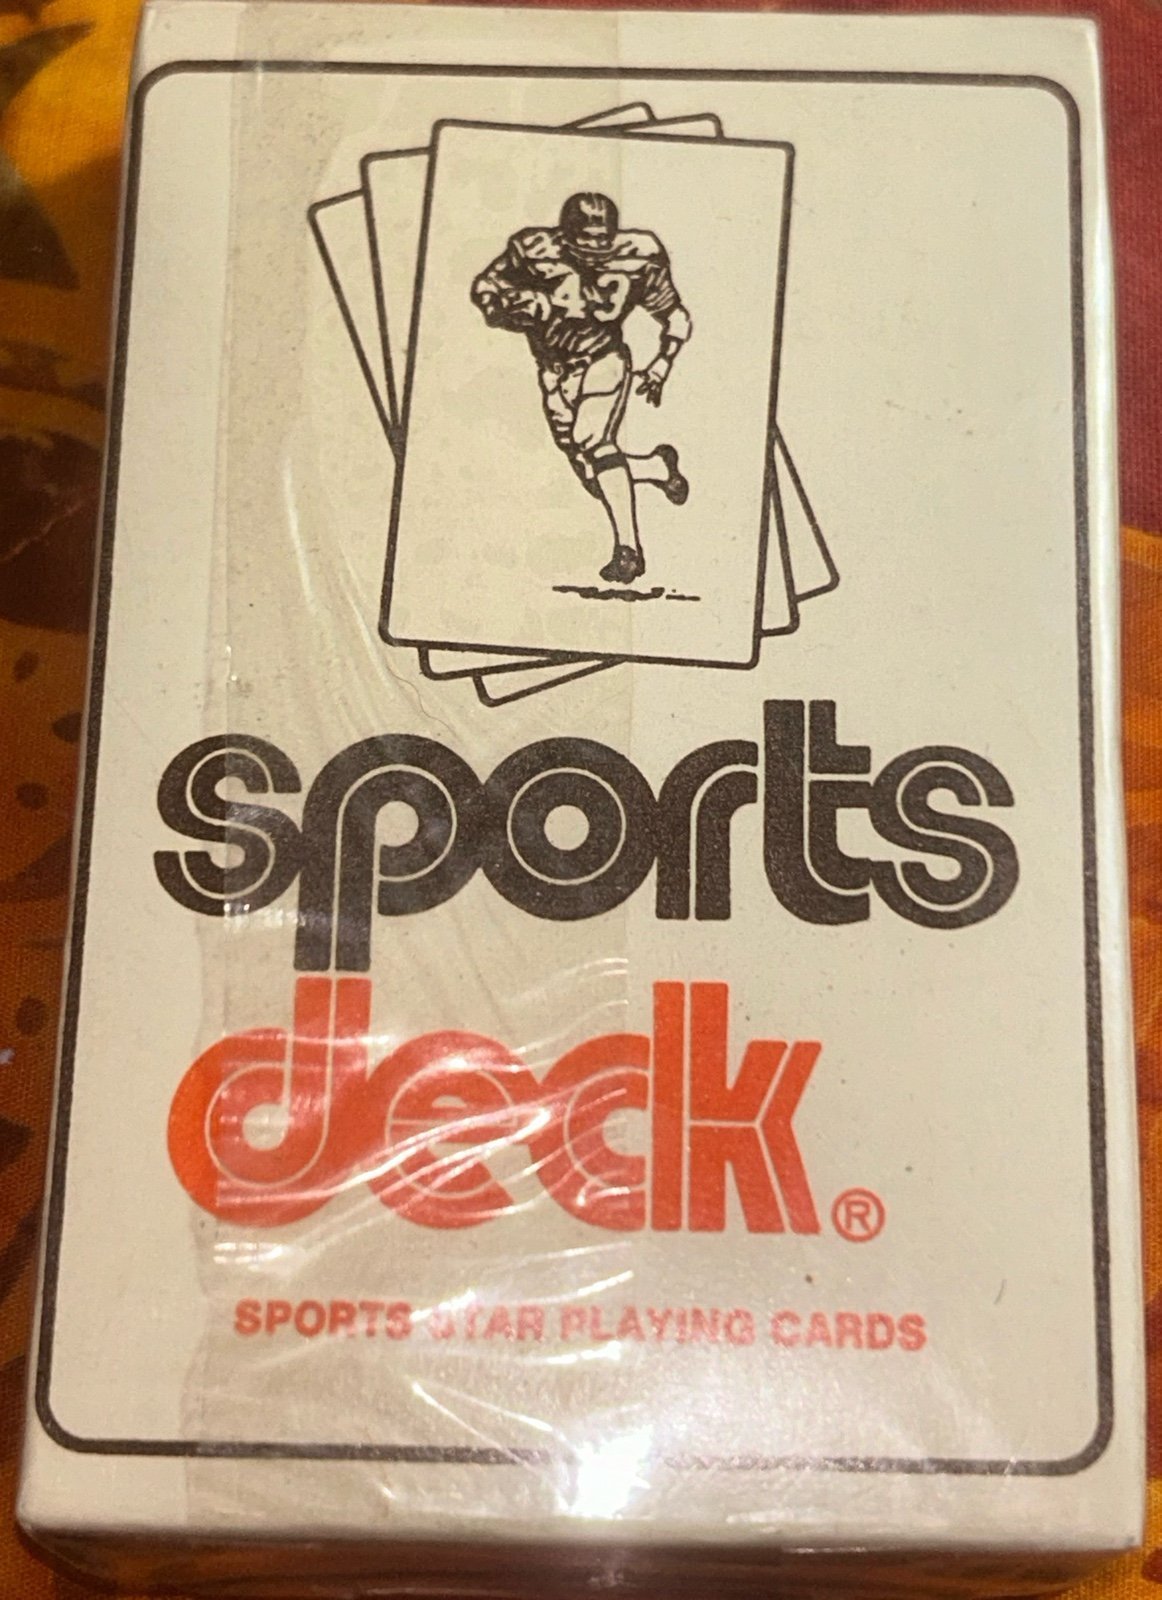 43
sports
deck®
SPORTS STAR PLAYING CARDS